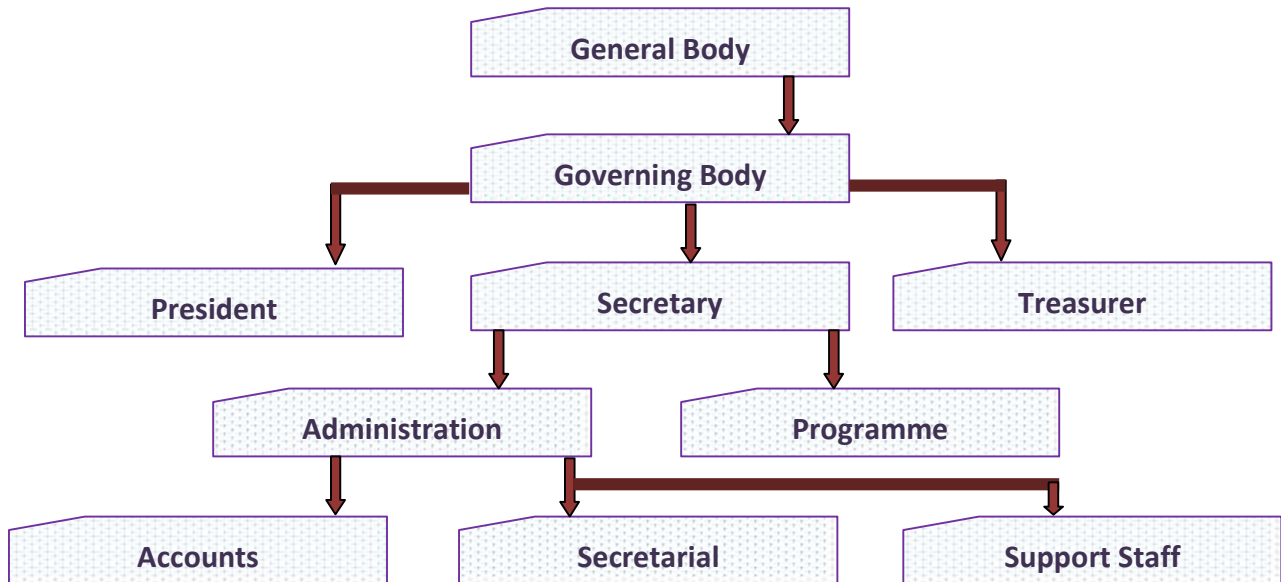 General Body
Governing Body
President
Secretary
Treasurer
Administration
Programme
Accounts
Secretarial
Support Staff